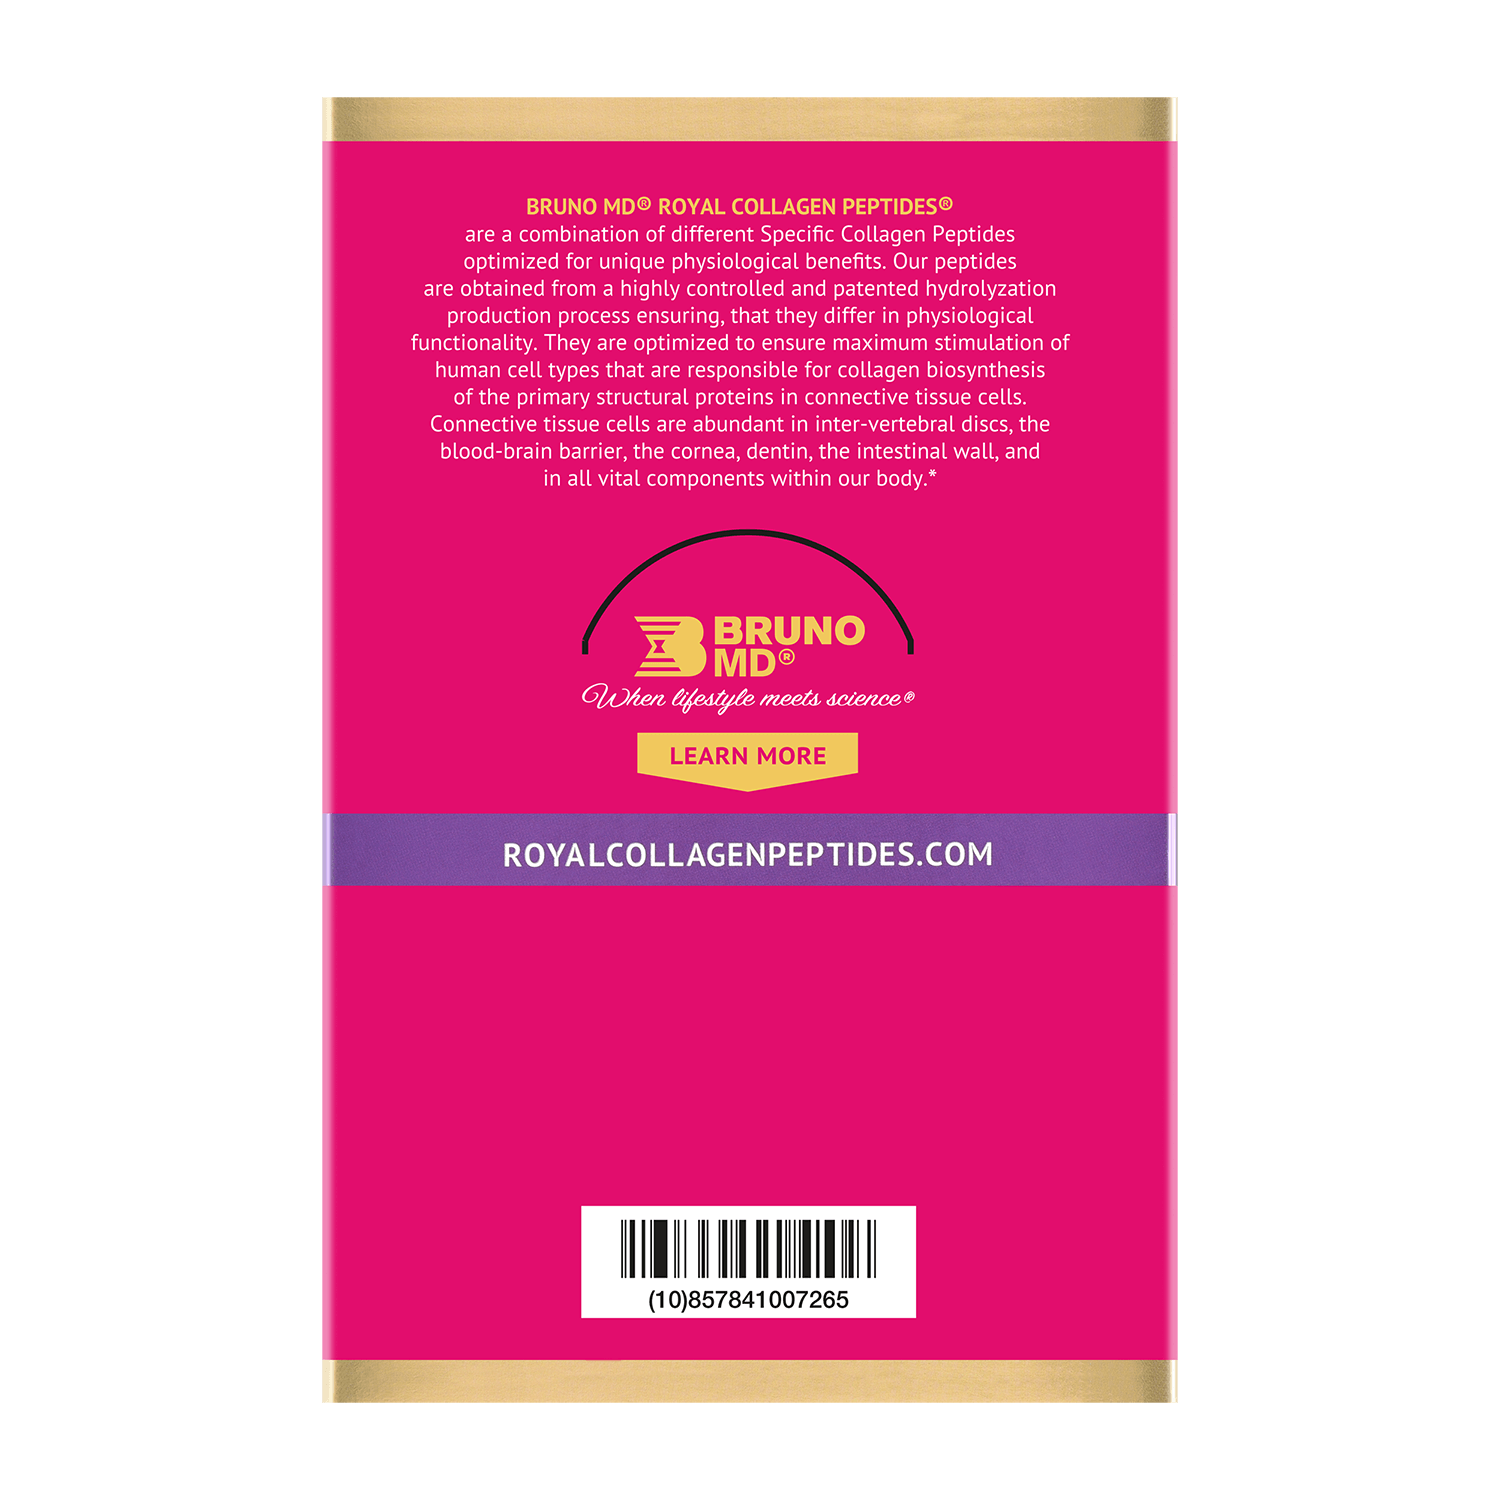 BRUNO MD® ROYAL COLLAGEN PEPTIDES®
are a combination of different Specific Collagen Peptides
optimized for unique physiological benefits. Our peptides
are obtained from a highly controlled and patented hydrolyzation
production process ensuring, that they differ in physiological
functionality. They are optimized to ensure maximum stimulation of
human cell types that are responsible for collagen biosynthesis
of the primary structural proteins in connective tissue cells.
Connective tissue cells are abundant in inter-vertebral discs, the
blood-brain barrier, the cornea, dentin, the intestinal wall, and
in all vital components within our body.*
B BRUNO
MD®
When lifestyle meets science®
LEARN MORE
ROYALCOLLAGENPEPTIDES.COM
(10)857841007265